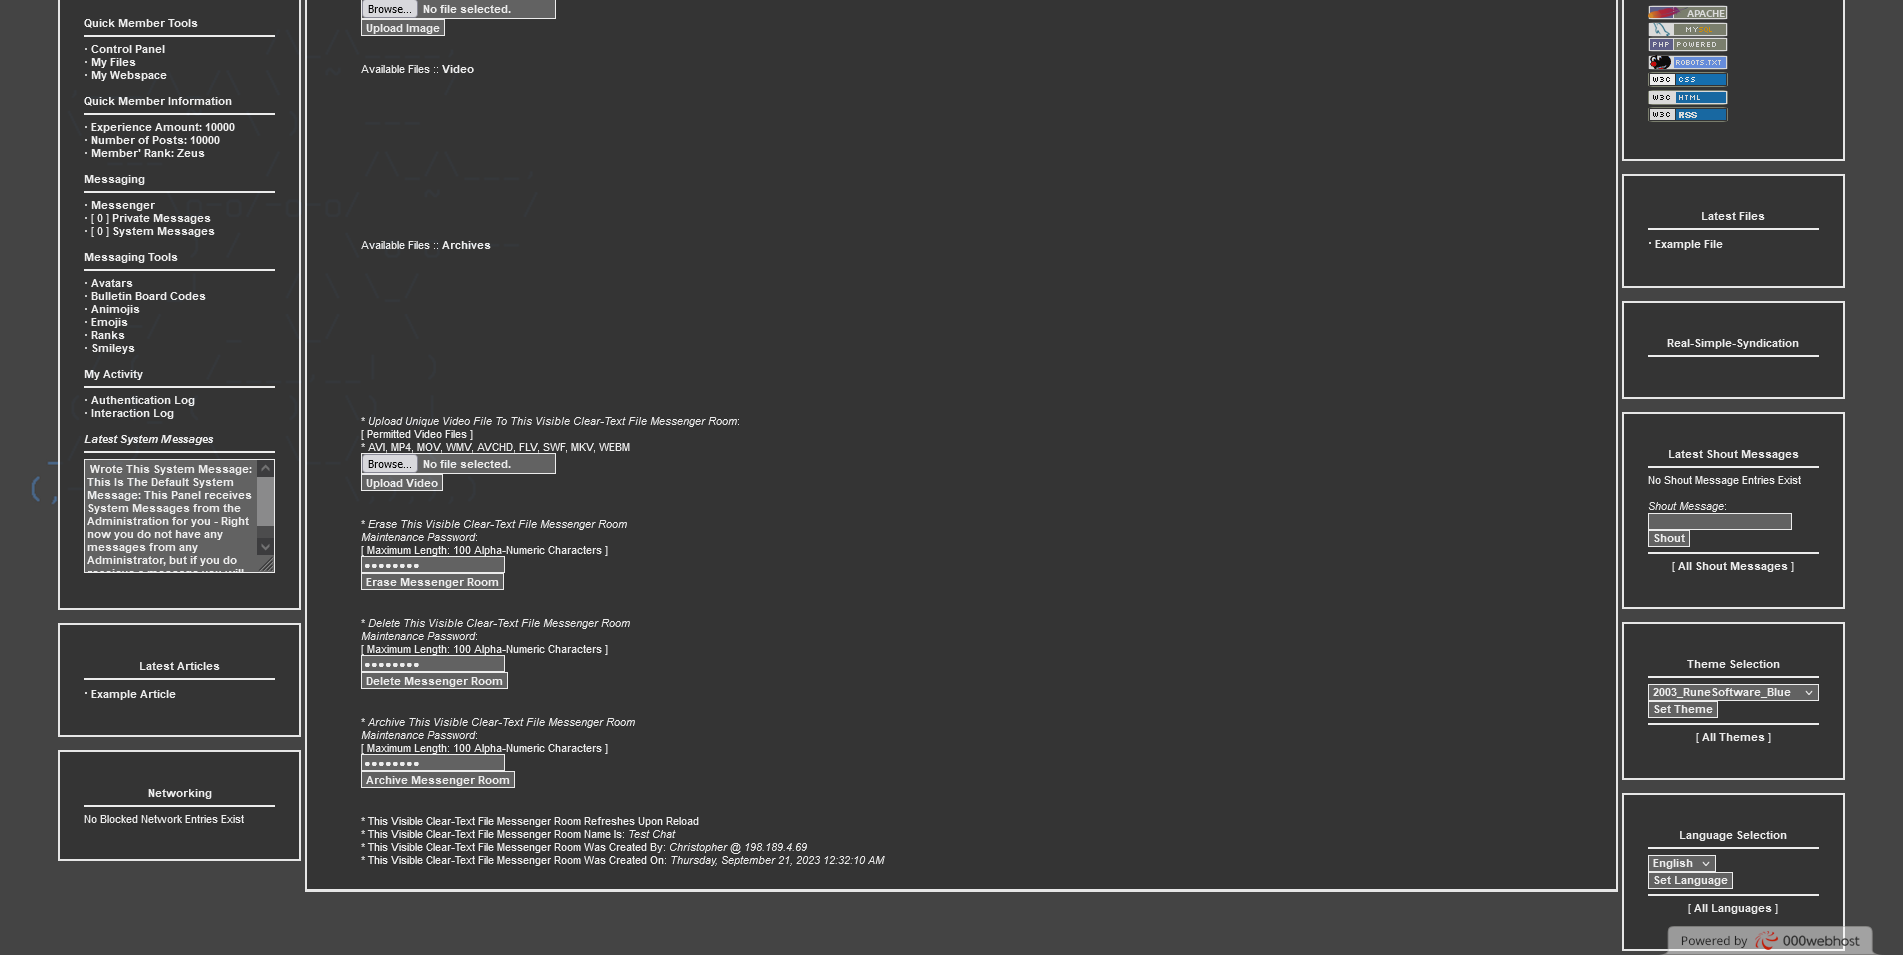 Quick Member Tools
· Control Panel
· My Files
· My Webspace
Quick Member Information
· Experience Amount: 10000
· Number of Posts: 10000
· Member' Rank: Zeus
Messaging
· Messenger
· [ 0 ] Private Messages
· [ 0 ] System Messages
Messaging Tools
· Avatars
· Bulletin Board Codes
· Animojis
· Emojis
· Ranks
· Smileys
My Activity
· Authentication Log
· Interaction Log
Latest System Messages
Wrote This System Message:
This Is The Default System
Message: This Panel receives
System Messages from the
Administration for you - Right
now you do not have any
messages from any
Administrator, but if you do
Latest Articles
· Example Article
Networking
No Blocked Network Entries Exist
Browse... No file selected.
Upload Image
Available Files :: Video
Available Files :: Archives
* Upload Unique Video File To This Visible Clear-Text File Messenger Room:
[ Permitted Video Files ]
* AVI, MP4, MOV, WMV, AVCHD, FLV, SWF, MKV, WEBM
Browse... No file selected.
Upload Video
* Erase This Visible Clear-Text File Messenger Room
Maintenance Password:
[ Maximum Length: 100 Alpha-Numeric Characters ]
●●●●●●●●
Erase Messenger Room
* Delete This Visible Clear-Text File Messenger Room
Maintenance Password:
[ Maximum Length: 100 Alpha-Numeric Characters ]
●●●●●●●●
Delete Messenger Room
* Archive This Visible Clear-Text File Messenger Room
Maintenance Password:
[ Maximum Length: 100 Alpha-Numeric Characters ]
●●●●●●●●
Archive Messenger Room
* This Visible Clear-Text File Messenger Room Refreshes Upon Reload
* This Visible Clear-Text File Messenger Room Name Is: Test Chat
* This Visible Clear-Text File Messenger Room Was Created By: Christopher @ 198.189.4.69
* This Visible Clear-Text File Messenger Room Was Created On: Thursday, September 21, 2023 12:32:10 AM
APACHE
MYSQL
PHP POWERED
ROBOTS.TXT
W3C CSS
W3C HTML
W3C RSS
Latest Files
· Example File
Real-Simple-Syndication
Latest Shout Messages
No Shout Message Entries Exist
Shout Message:
Shout
[ All Shout Messages ]
Theme Selection
2003_RuneSoftware_Blue
Set Theme
[ All Themes ]
Language Selection
English
Set Language
[ All Languages ]
Powered by 000webhost